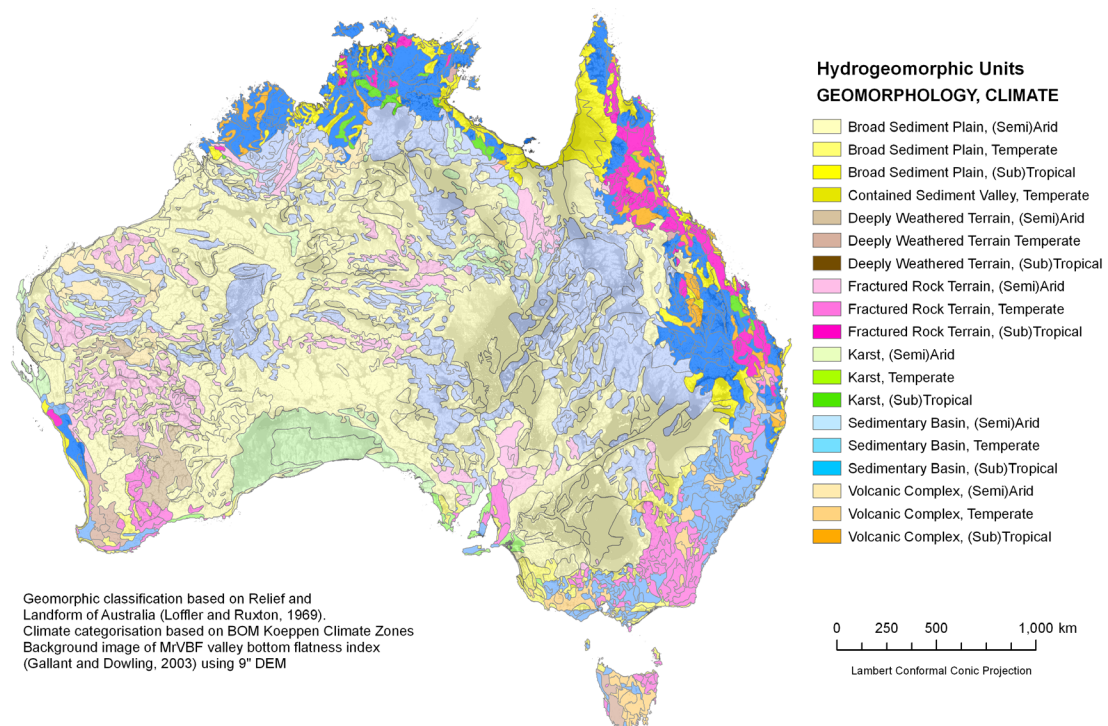 Hydrogeomorphic Units
GEOMORPHOLOGY, CLIMATE
Broad Sediment Plain, (Semi)Arid
Broad Sediment Plain, Temperate
Broad Sediment Plain, (Sub)Tropical
Contained Sediment Valley, Temperate
Deeply Weathered Terrain, (Semi)Arid
Deeply Weathered Terrain Temperate
Deeply Weathered Terrain, (Sub)Tropical
Fractured Rock Terrain, (Semi)Arid
Fractured Rock Terrain, Temperate
Fractured Rock Terrain, (Sub)Tropical
Karst, (Semi)Arid
Karst, Temperate
Karst, (Sub)Tropical
Sedimentary Basin, (Semi)Arid
Sedimentary Basin, Temperate
Sedimentary Basin, (Sub)Tropical
Volcanic Complex, (Semi)Arid
Volcanic Complex, Temperate
Volcanic Complex, (Sub)Tropical
Geomorphic classification based on Relief and
Landform of Australia (Loffler and Ruxton, 1969).
Climate categorisation based on BOM Koeppen Climate Zones
Background image of MrVBF valley bottom flatness index
(Gallant and Dowling, 2003) using 9" DEM
0 250 500 1,000 km
Lambert Conformal Conic Projection